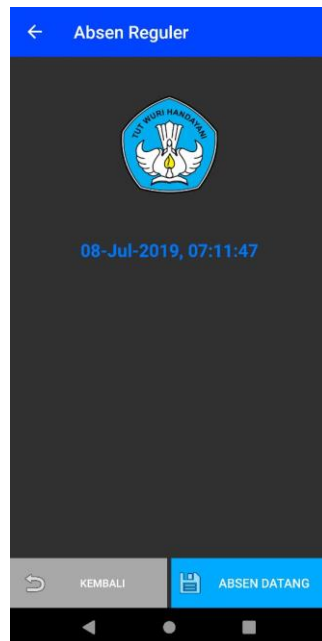 Absen Reguler
TUT WURI HANDAYANI
08-Jul-2019, 07:11:47
KEMBALI
ABSEN DATANG